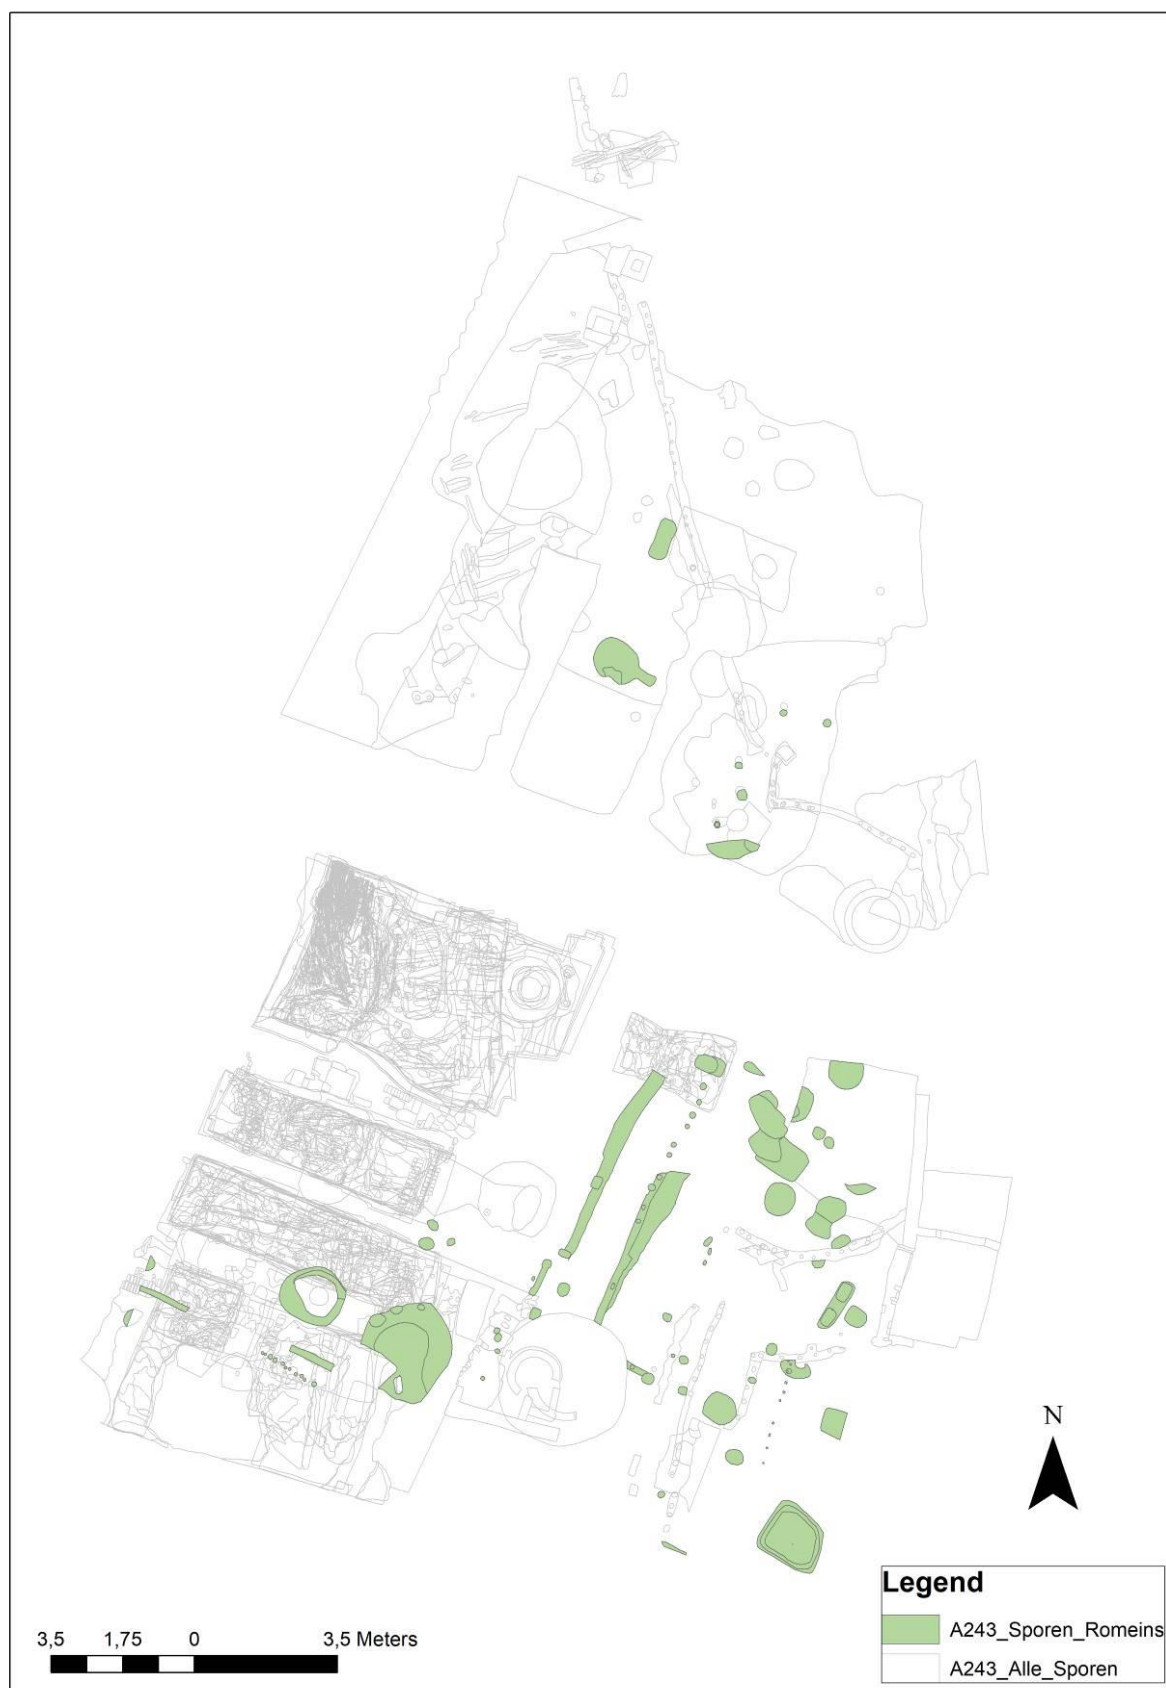 N
Legend
A243_Sporen_Romeins
A243_Alle_Sporen
3,5 1,75 0 3,5 Meters